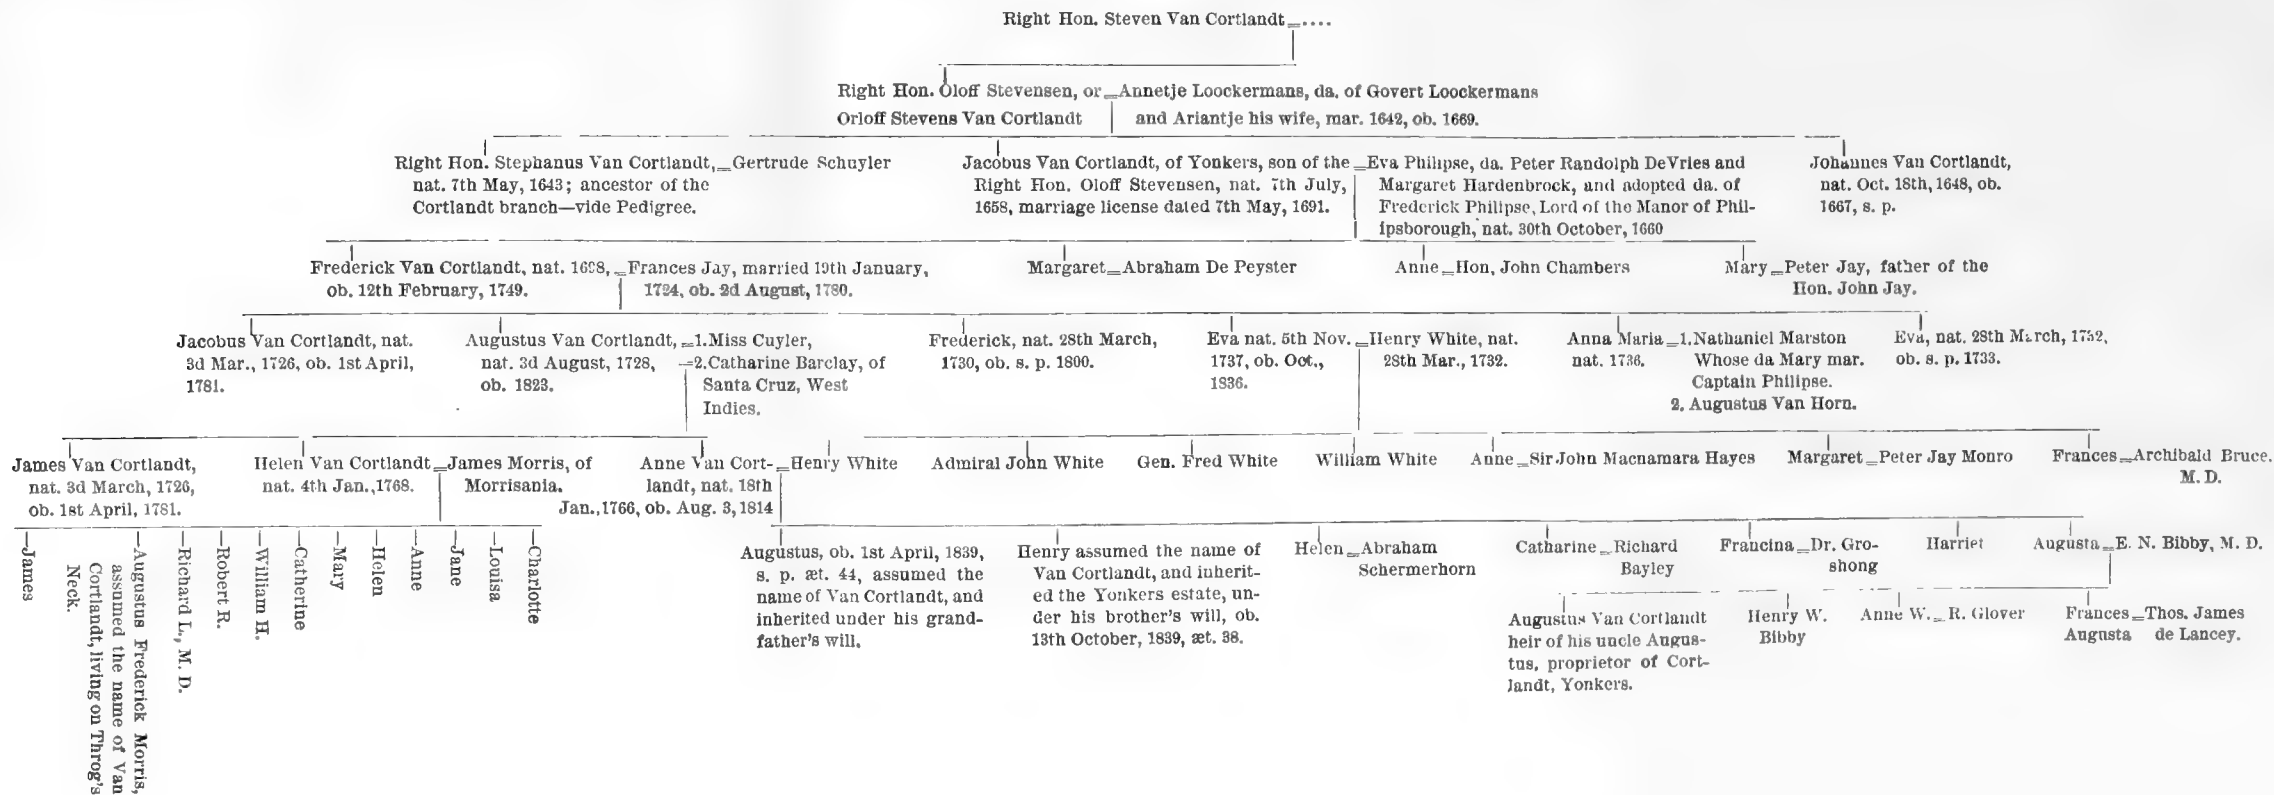 Right Hon. Steven Van Cortlandt=....
Right Hon. Oloff Stevensen, or=Annetje Loockermans, da. of Govert Loockermans
Orloff Stevens Van Cortlandt and Ariantje his wife, mar. 1642, ob. 1669.
Right Hon. Stephanus Van Cortlandt,=Gertrude Schuyler
nat. 7th May, 1643; ancestor of the
Cortlandt branch—vide Pedigree.
Jacobus Van Cortlandt, of Yonkers, son of the
Right Hon. Oloff Stevensen, nat. 7th July,
1658, marriage license dated 7th May, 1691.
=Eva Philipse, da. Peter Randolph DeVries and
Margaret Hardenbrock, and adopted da. of
Frederick Philipse, Lord of the Manor of Phil-
ipsborough, nat. 30th October, 1660
Johannes Van Cortlandt,
nat. Oct. 18th, 1648, ob.
1667, s. p.
Frederick Van Cortlandt, nat. 1698,=Frances Jay, married 19th January,
ob. 12th February, 1749. 1724, ob. 2d August, 1780.
Margaret=Abraham De Peyster
Anne=Hon, John Chambers
Mary=Peter Jay, father of the
Hon. John Jay.
Jacobus Van Cortlandt, nat.
3d Mar., 1726, ob. 1st April,
1781.
Augustus Van Cortlandt,
nat. 3d August, 1728,
ob. 1823.
=1.Miss Cuyler,
=2.Catharine Barclay, of
Santa Cruz, West
Indies.
Frederick, nat. 28th March,
1730, ob. s. p. 1800.
Eva nat. 5th Nov.
1737, ob. Oct.,
1836.
=Henry White, nat.
28th Mar., 1732.
Anna Maria
nat. 1736.
=1.Nathaniel Marston
Whose da Mary mar.
Captain Philipse.
2. Augustus Van Horn.
Eva, nat. 28th March, 1732,
ob. s. p. 1733.
James Van Cortlandt,
nat. 3d March, 1726,
ob. 1st April, 1781.
Helen Van Cortlandt=James Morris, of
nat. 4th Jan.,1768. Morrisania.
Anne Van Cort-=Henry White
landt, nat. 18th
Jan.,1766, ob. Aug. 3,1814
Admiral John White
Gen. Fred White
William White
Anne=Sir John Macnamara Hayes
Margaret=Peter Jay Monro
Frances=Archibald Bruce.
M. D.
James
Augustus Frederick Morris,
assumed the name of Van
Cortlandt, living on Throg's
Neck.
Richard L., M. D.
Robert R.
William H.
Catherine
Mary
Helen
Anne
Jane
Louisa
Charlotte
Augustus, ob. 1st April, 1839,
s. p. æt. 44, assumed the
name of Van Cortlandt, and
inherited under his grand-
father's will.
Henry assumed the name of
Van Cortlandt, and inherit-
ed the Yonkers estate, un-
der his brother's will, ob.
13th October, 1839, æt. 38.
Helen=Abraham
Schermerhorn
Catharine=Richard
Bayley
Francina=Dr. Gro-
shong
Harriet
Augusta=E. N. Bibby, M. D.
Augustus Van Cortlandt
heir of his uncle Augus-
tus, proprietor of Cort-
landt, Yonkers.
Henry W.
Bibby
Anne W.=R. Glover
Frances=Thos. James
Augusta de Lancey.